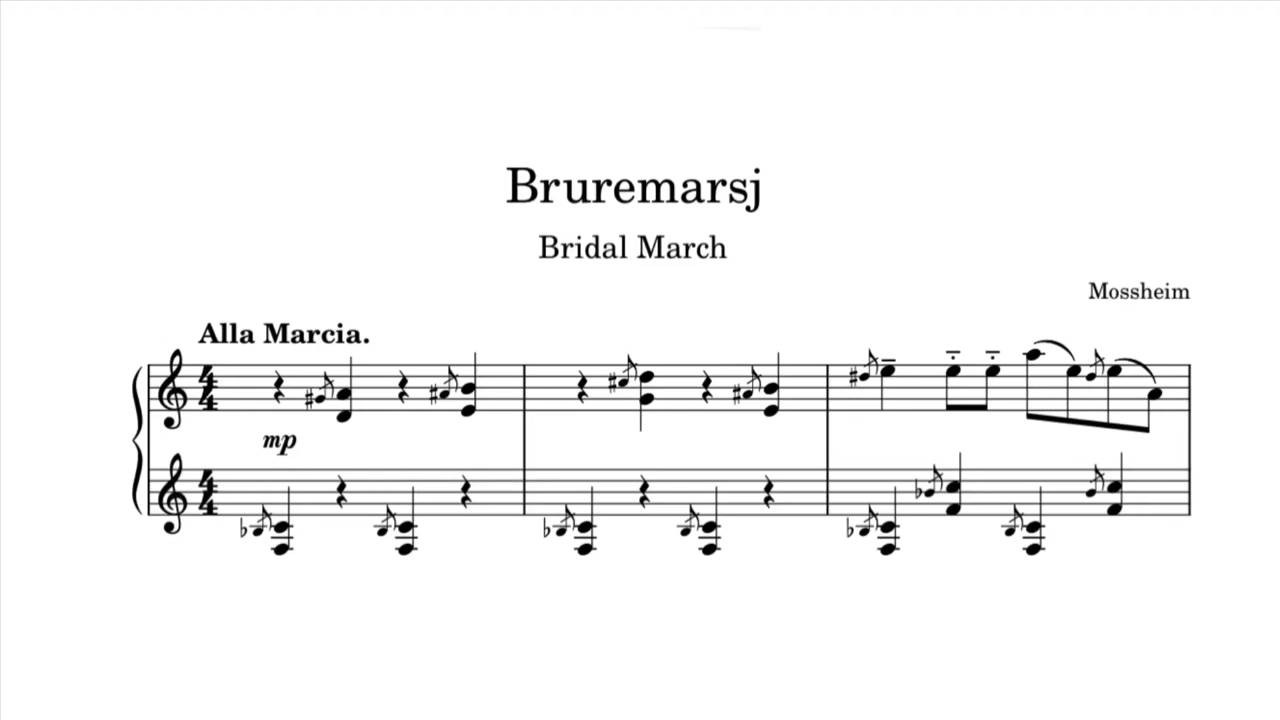 Bruremarsj
Bridal March
Mossheim
Alla Marcia.
mp